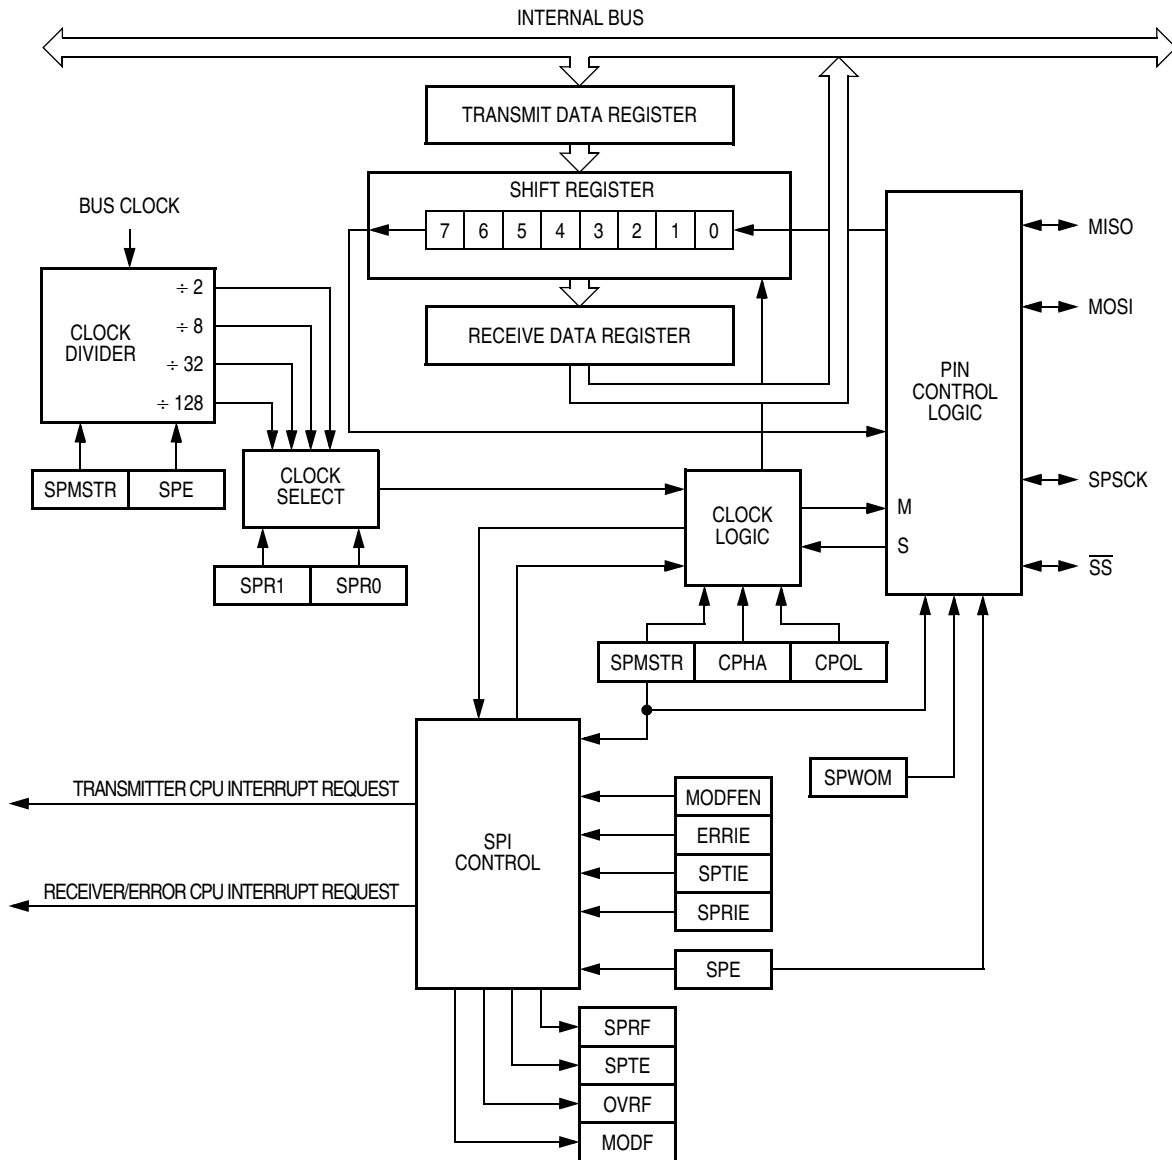 INTERNAL BUS
TRANSMIT DATA REGISTER
SHIFT REGISTER
7 6 5 4 3 2 1 0
RECEIVE DATA REGISTER
BUS CLOCK
CLOCK
DIVIDER
÷ 2
÷ 8
÷ 32
÷ 128
SPMSTR SPE
CLOCK
SELECT
SPR1 SPR0
CLOCK
LOGIC
SPMSTR CPHA CPOL
PIN
CONTROL
LOGIC
M
S
MISO
MOSI
SPSCK
SS
SPWOM
TRANSMITTER CPU INTERRUPT REQUEST
RECEIVER/ERROR CPU INTERRUPT REQUEST
SPI
CONTROL
MODFEN
ERRIE
SPTIE
SPRIE
SPE
SPRF
SPTE
OVRF
MODF